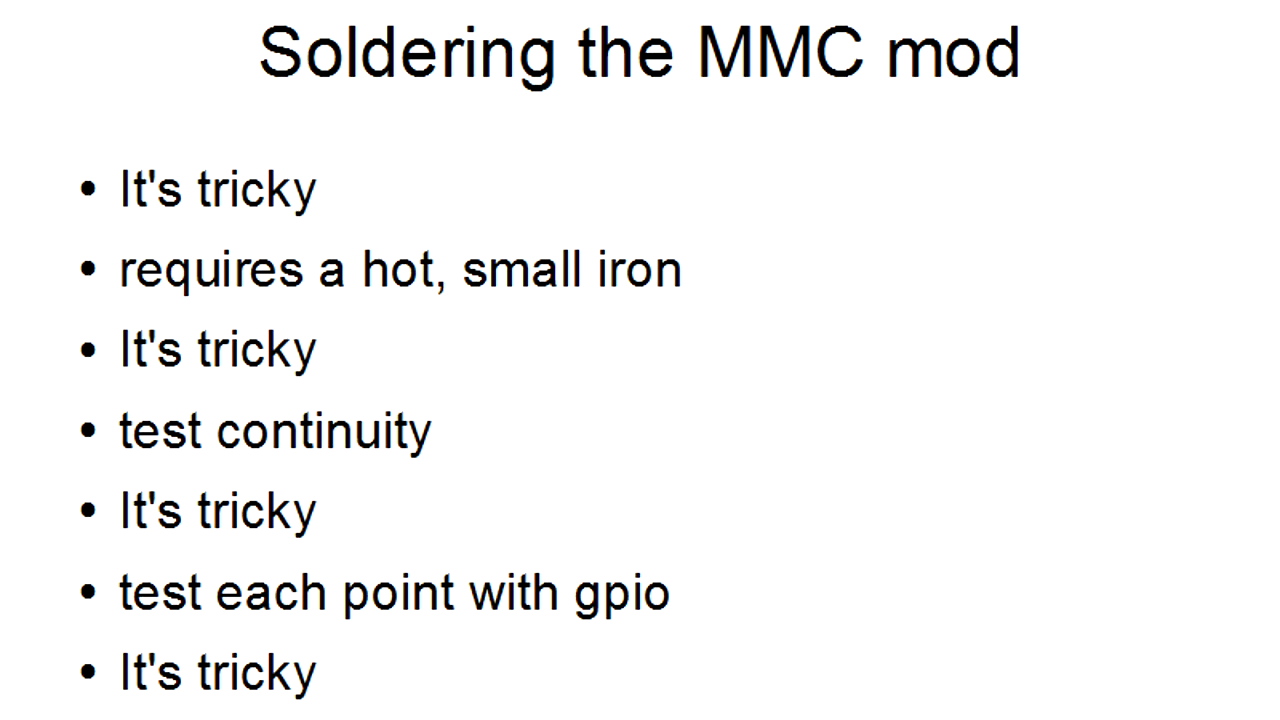 Soldering the MMC mod
• It's tricky
• requires a hot, small iron
• It's tricky
• test continuity
• It's tricky
• test each point with gpio
• It's tricky